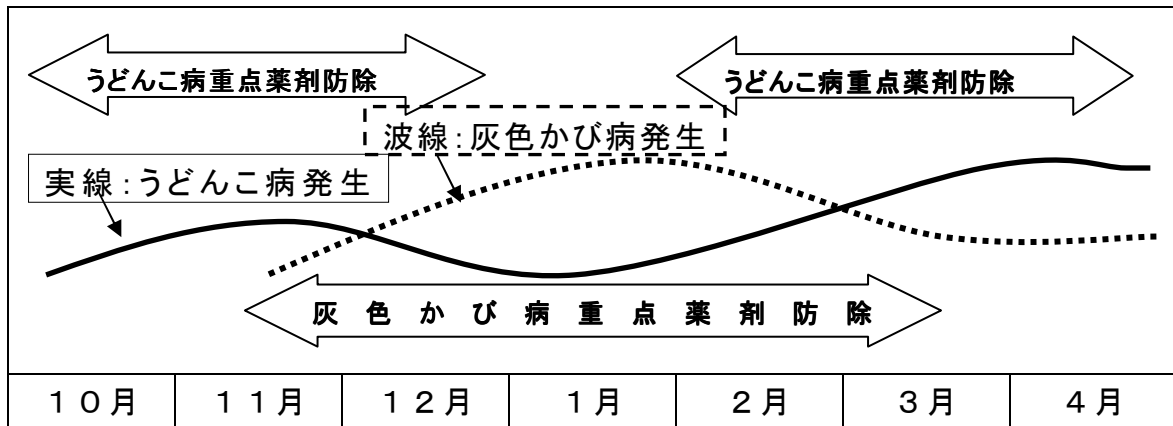 うどんこ病重点薬剤防除
うどんこ病重点薬剤防除
波線：灰色かび病発生
実線：うどんこ病発生
灰色かび病重点薬剤防除
１０月 １１月 １２月 １月 ２月 ３月 ４月